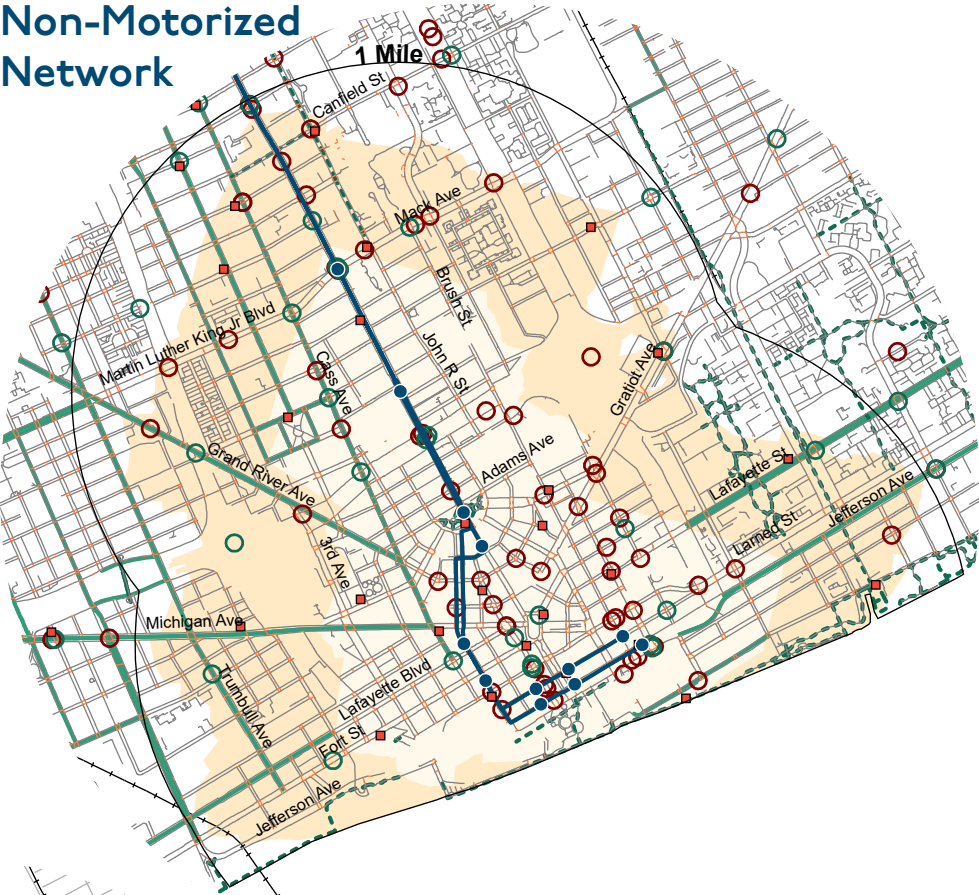 Non-Motorized
Network
1 Mile
Canfield St
Mack Ave
Brush St
Martin Luther King Jr Blvd
John R St
Cass Ave
Gratiot Ave
Adams Ave
Grand River Ave
Lafayette St
Jefferson Ave
Larned St
3rd Ave
Michigan Ave
Trumbull Ave
Lafayette Blvd
Fort St
Jefferson Ave